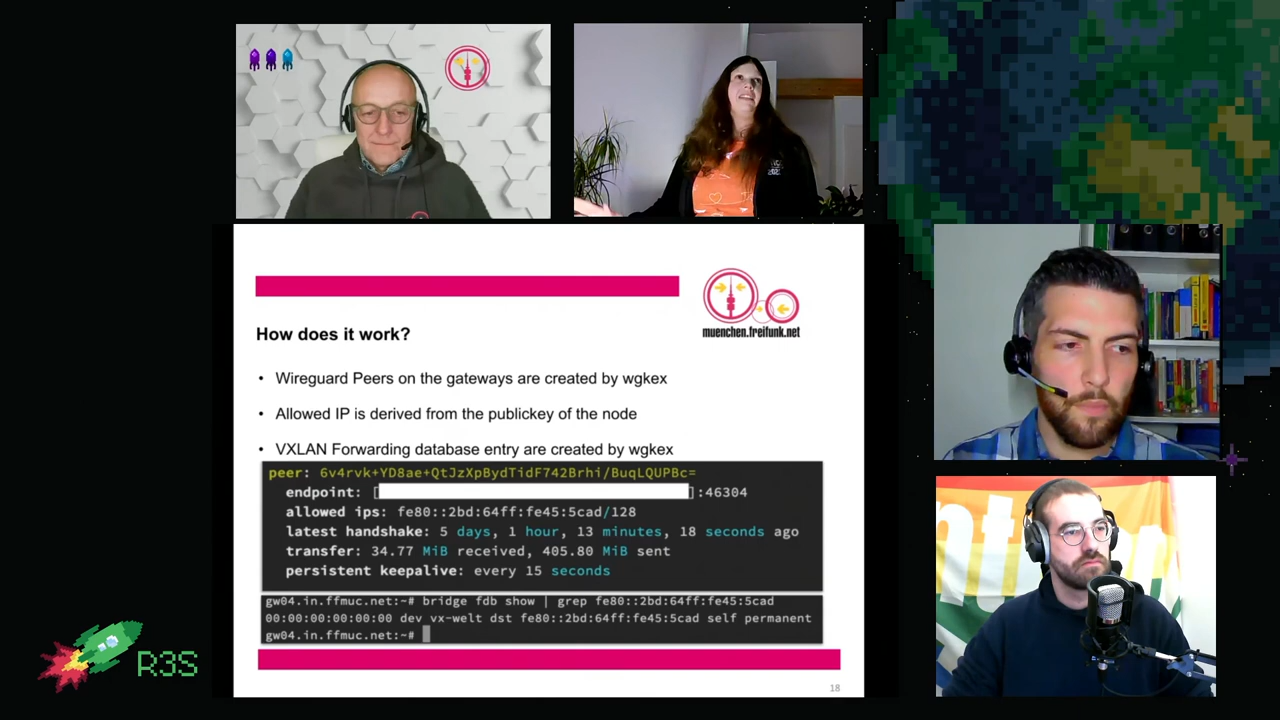 muenchen.freifunk.net
How does it work?
• Wireguard Peers on the gateways are created by wgkex
• Allowed IP is derived from the publickey of the node
• VXLAN Forwarding database entry are created by wgkex
peer: 6v4rvk+YD8ae+QtJzXpBydTidF742Brhi/BuqLQUPBc=
endpoint: [ ]:46304
allowed ips: fe80::2bd:64ff:fe45:5cad/128
latest handshake: 5 days, 1 hour, 13 minutes, 18 seconds ago
transfer: 34.77 MiB received, 405.80 MiB sent
persistent keepalive: every 15 seconds
gw04.in.ffmuc.net:~# bridge fdb show | grep fe80::2bd:64ff:fe45:5cad
00:00:00:00:00:00 dev vx-welt dst fe80::2bd:64ff:fe45:5cad self permanent
gw04.in.ffmuc.net:~#
18
R3S